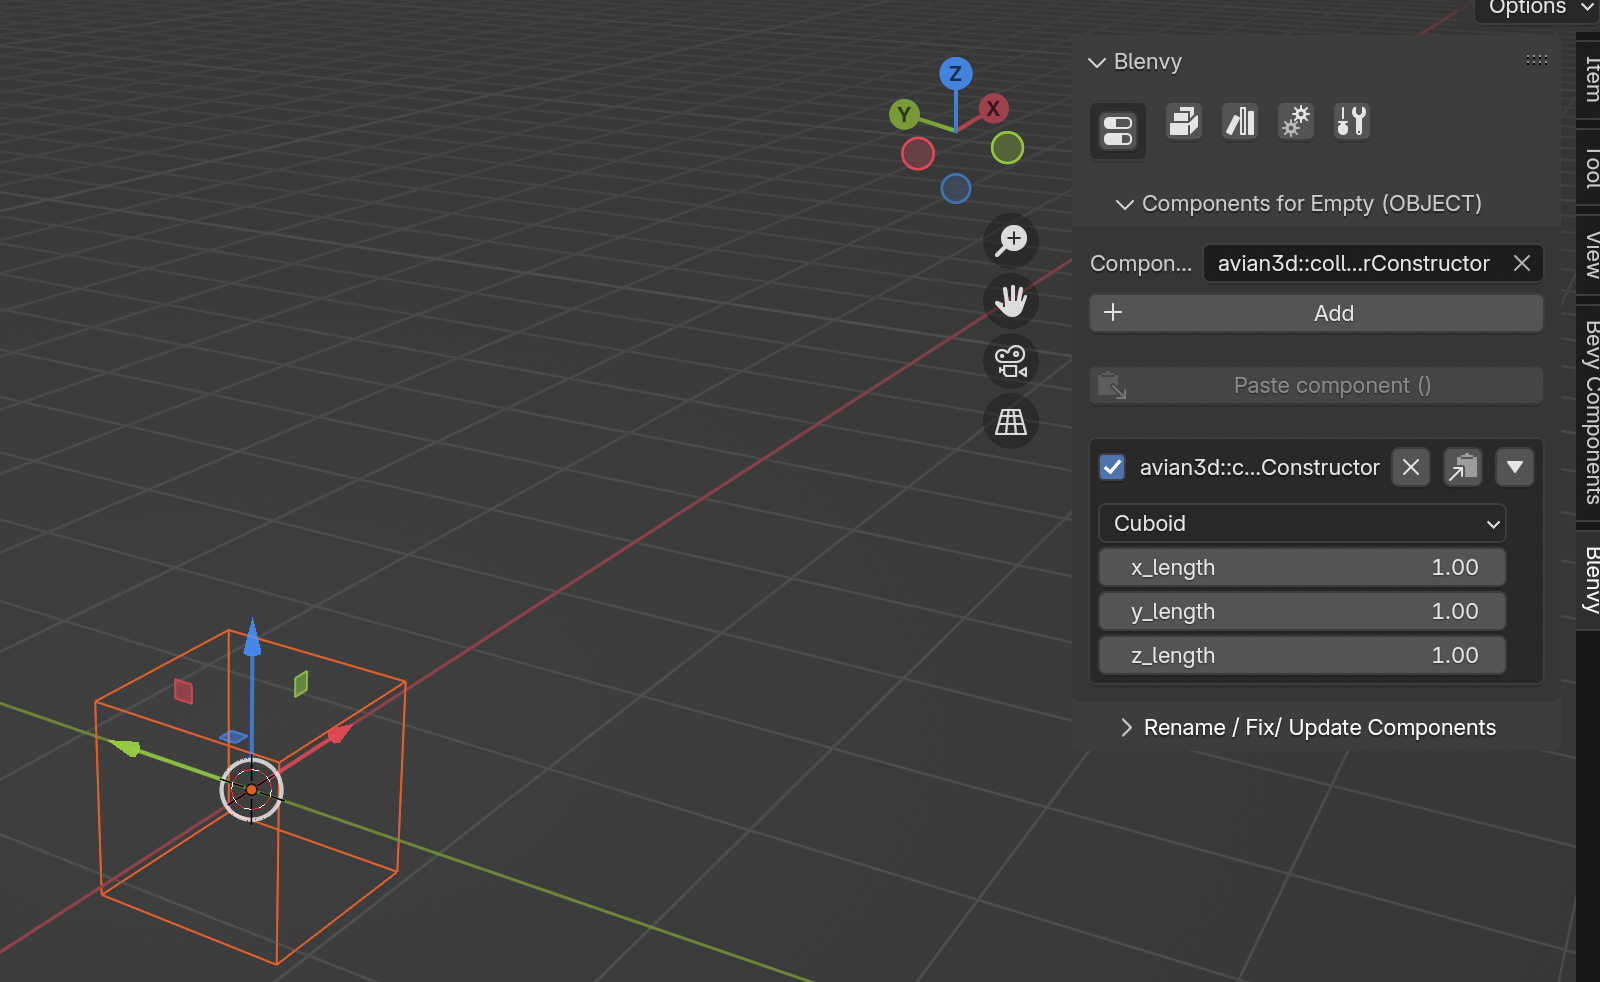 Options
Blenvy
Z
Y
X
Components for Empty (OBJECT)
Compon... avian3d::coll...rConstructor
Add
Paste component ()
avian3d::c...Constructor
Cuboid
x_length 1.00
y_length 1.00
z_length 1.00
Rename / Fix/ Update Components
Item
Tool
View
Bevy Components
Blenvy